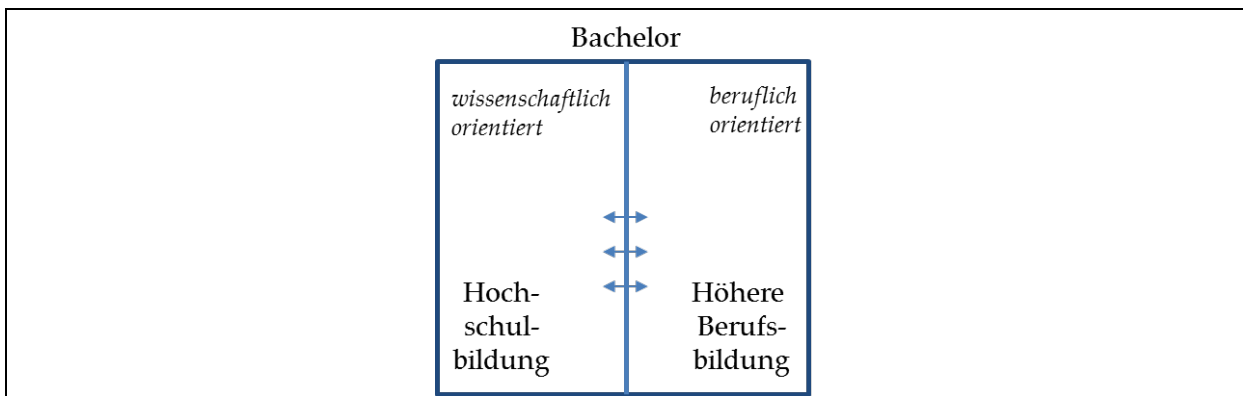 Bachelor
wissenschaftlich
orientiert
beruflich
orientiert
Hoch-
schul-
bildung
Höhere
Berufs-
bildung